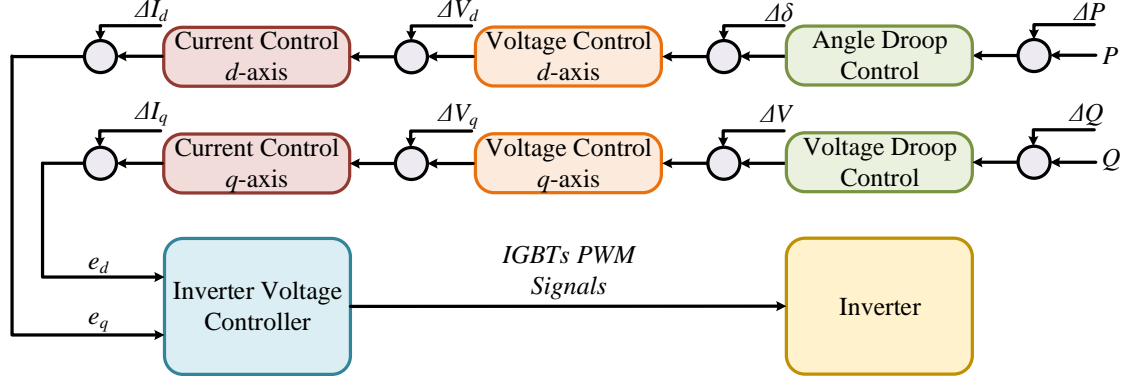 ΔI_d
ΔV_d
Δδ
ΔP
Current Control
d-axis
Voltage Control
d-axis
Angle Droop
Control
P
ΔI_q
ΔV_q
ΔV
ΔQ
Current Control
q-axis
Voltage Control
q-axis
Voltage Droop
Control
Q
e_d
e_q
Inverter Voltage
Controller
IGBTs PWM
Signals
Inverter